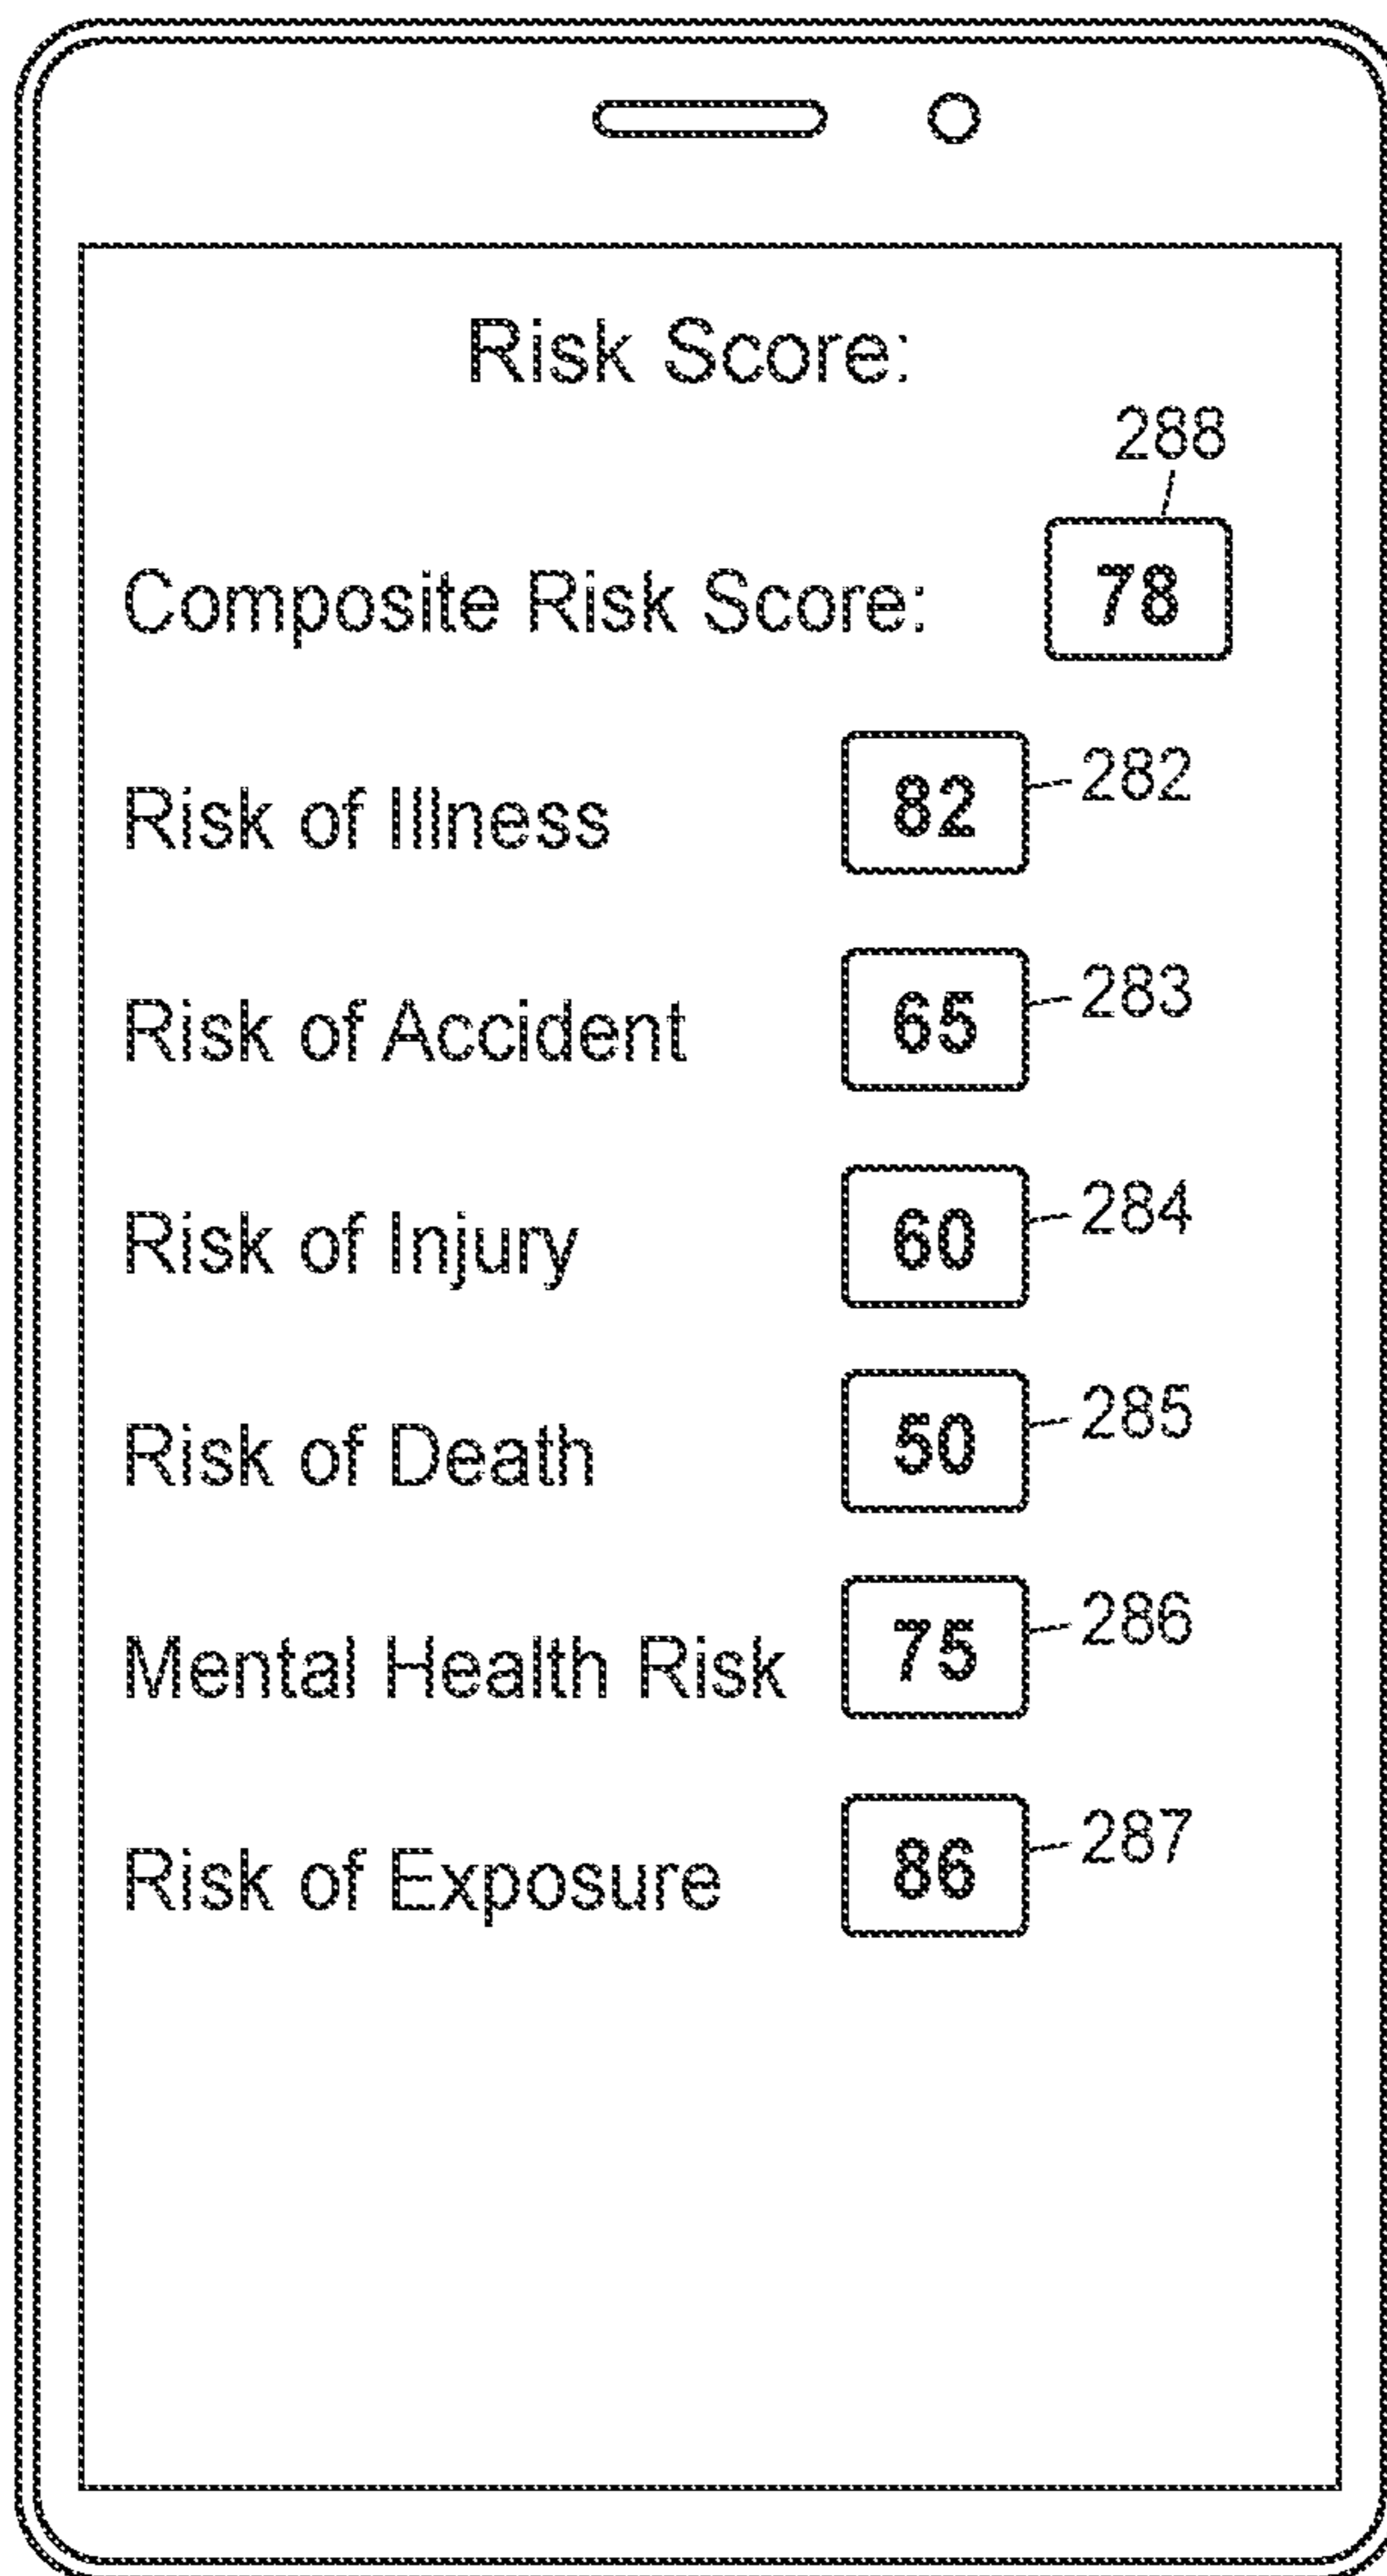 Risk Score:
288
Composite Risk Score: 78
Risk of Illness 82 282
Risk of Accident 65 283
Risk of Injury 60 284
Risk of Death 50 285
Mental Health Risk 75 286
Risk of Exposure 86 287